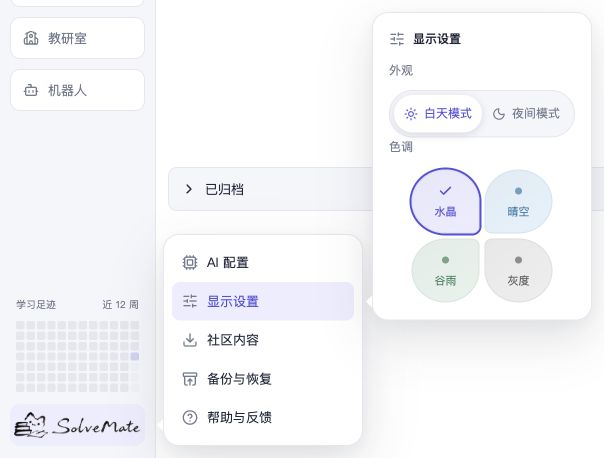 教研室
机器人
学习足迹 近 12 周
SolveMate
已归档
AI 配置
显示设置
社区内容
备份与恢复
帮助与反馈
显示设置
外观
白天模式 夜间模式
色调
水晶 晴空
谷雨 灰度